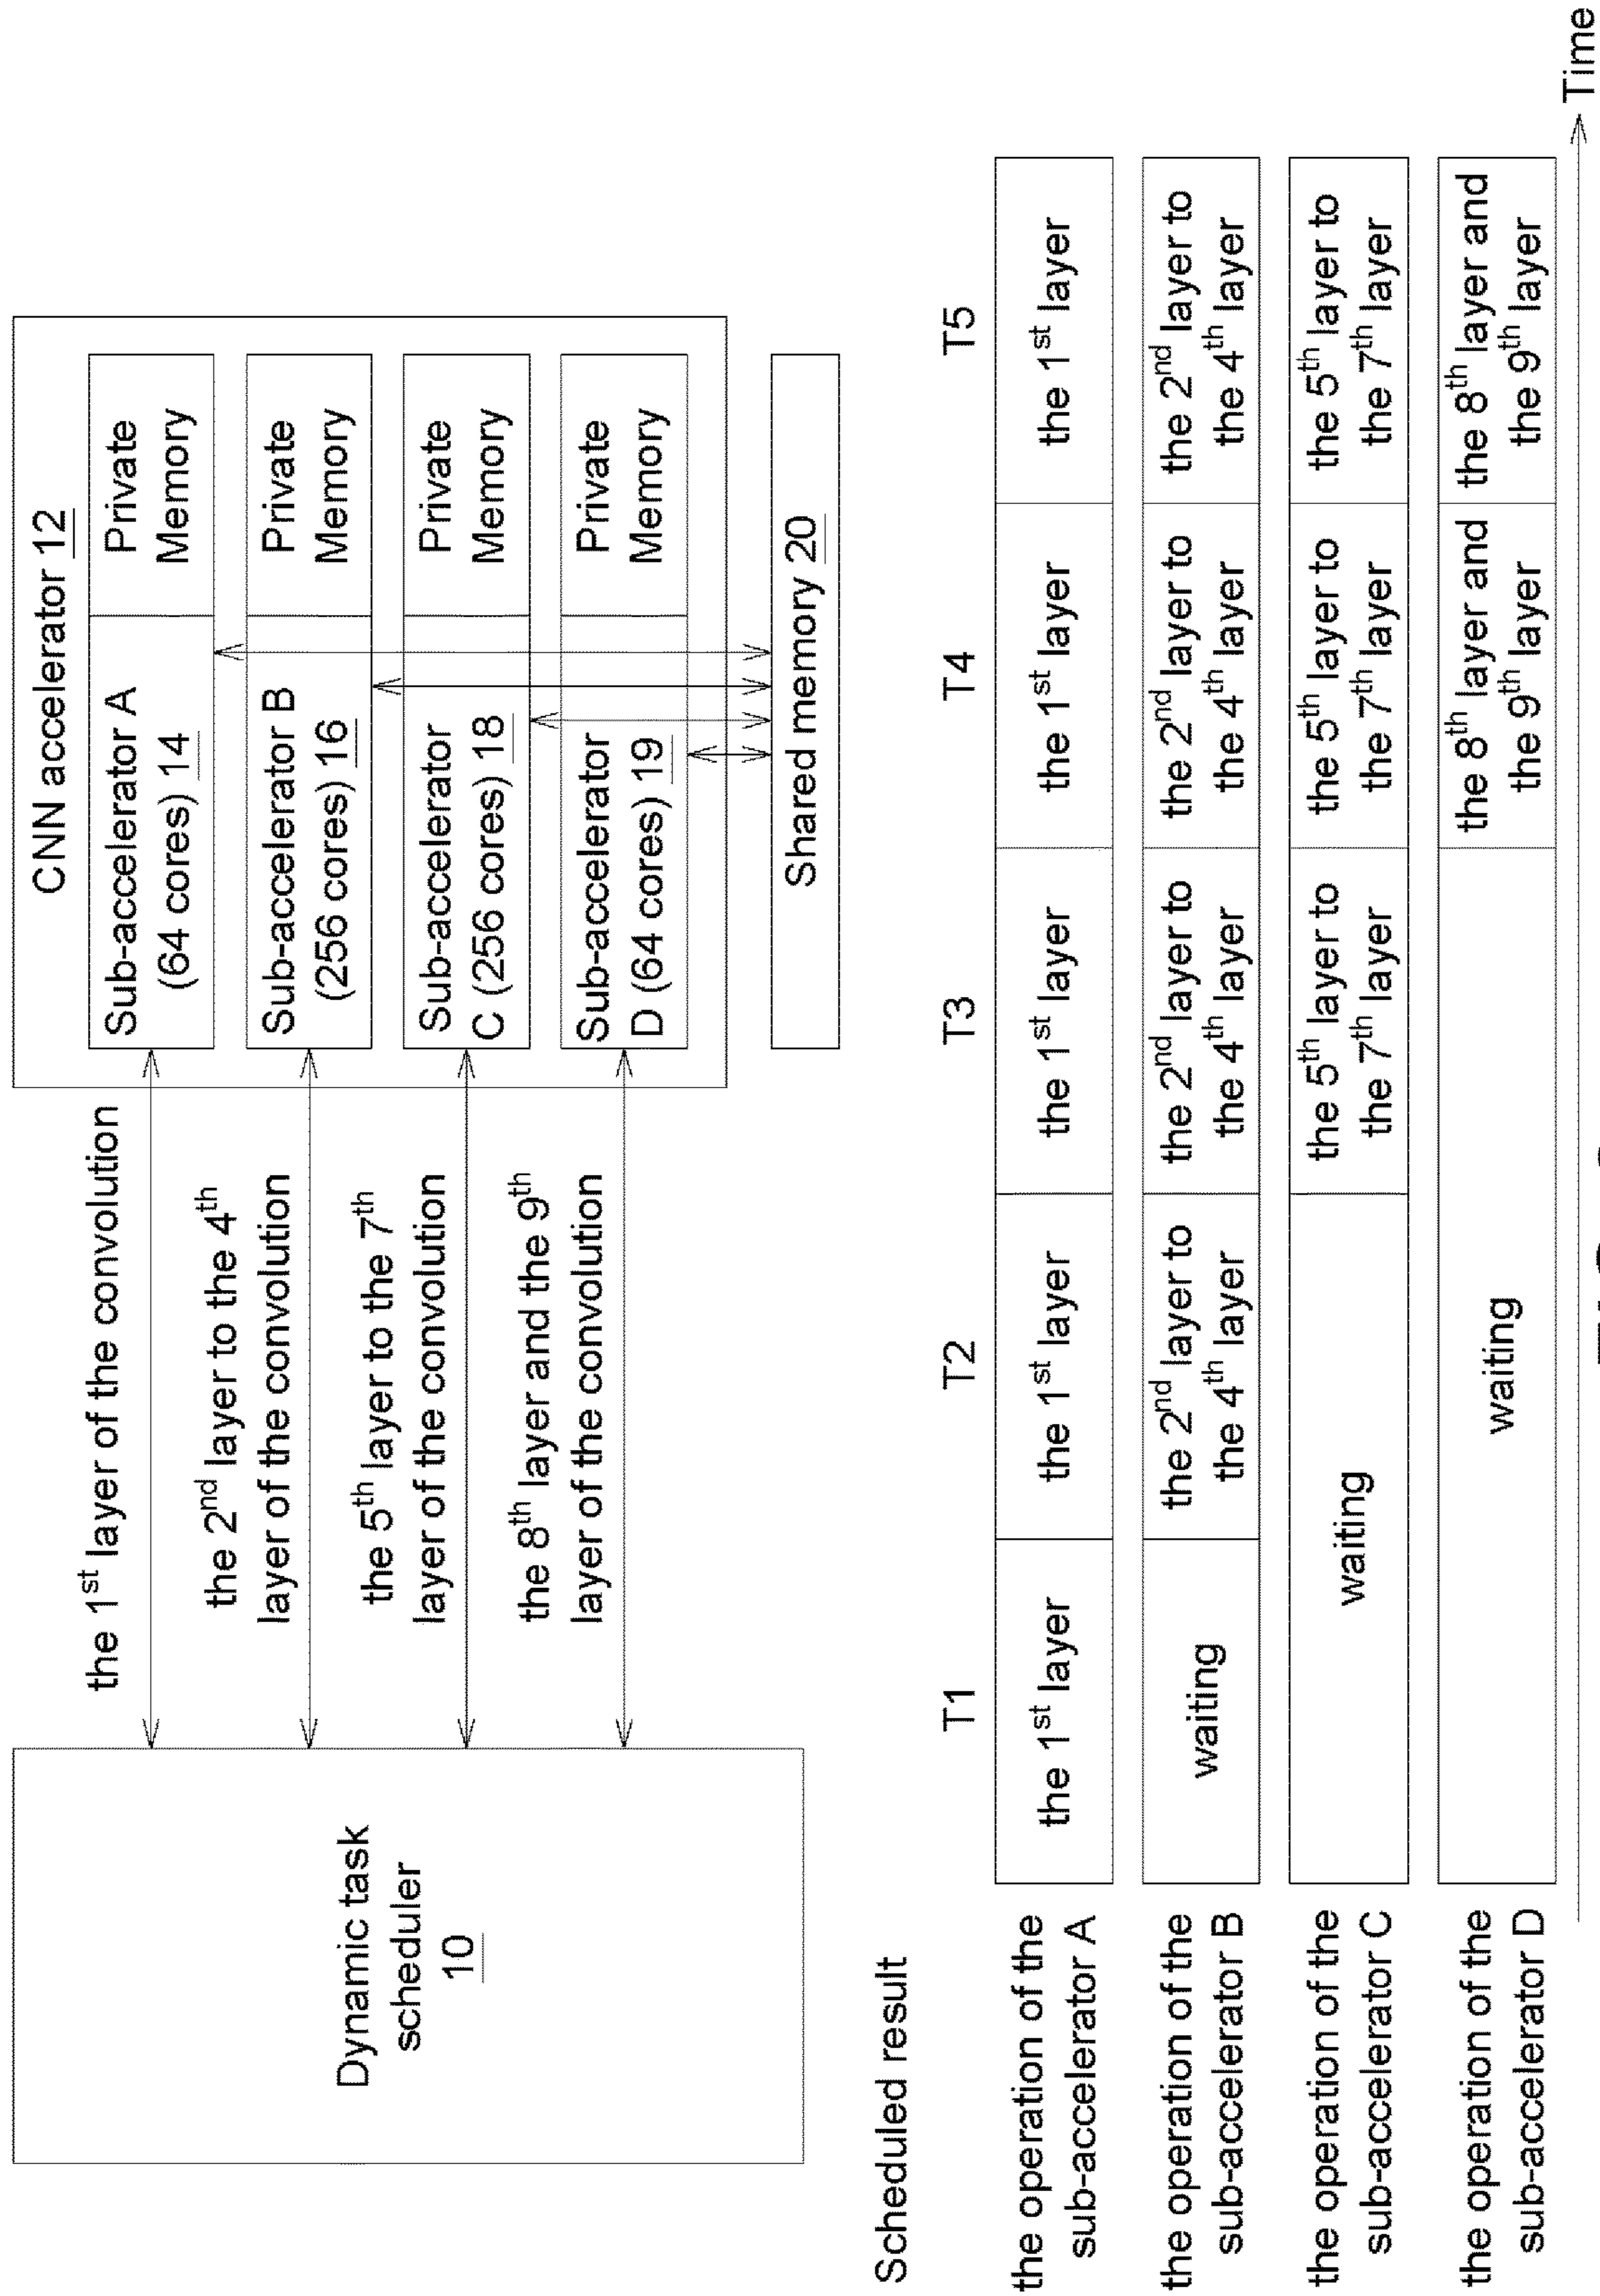 Dynamic task
scheduler
10
the 1st layer of the convolution
the 2nd layer to the 4th
layer of the convolution
the 5th layer to the 7th
layer of the convolution
the 8th layer and the 9th
layer of the convolution
CNN accelerator 12
Sub-accelerator A
(64 cores) 14
Private
Memory
Sub-accelerator B
(256 cores) 16
Private
Memory
Sub-accelerator
C (256 cores) 18
Private
Memory
Sub-accelerator
D (64 cores) 19
Private
Memory
Shared memory 20
Scheduled result
T1
T2
T3
T4
T5
the operation of the
sub-accelerator A
the 1st layer
the 1st layer
the 1st layer
the 1st layer
the 1st layer
the operation of the
sub-accelerator B
waiting
the 2nd layer to
the 4th layer
the 2nd layer to
the 4th layer
the 2nd layer to
the 4th layer
the 2nd layer to
the 4th layer
the operation of the
sub-accelerator C
waiting
the 5th layer to
the 7th layer
the 5th layer to
the 7th layer
the 5th layer to
the 7th layer
the operation of the
sub-accelerator D
waiting
the 8th layer and
the 9th layer
the 8th layer and
the 9th layer
Time